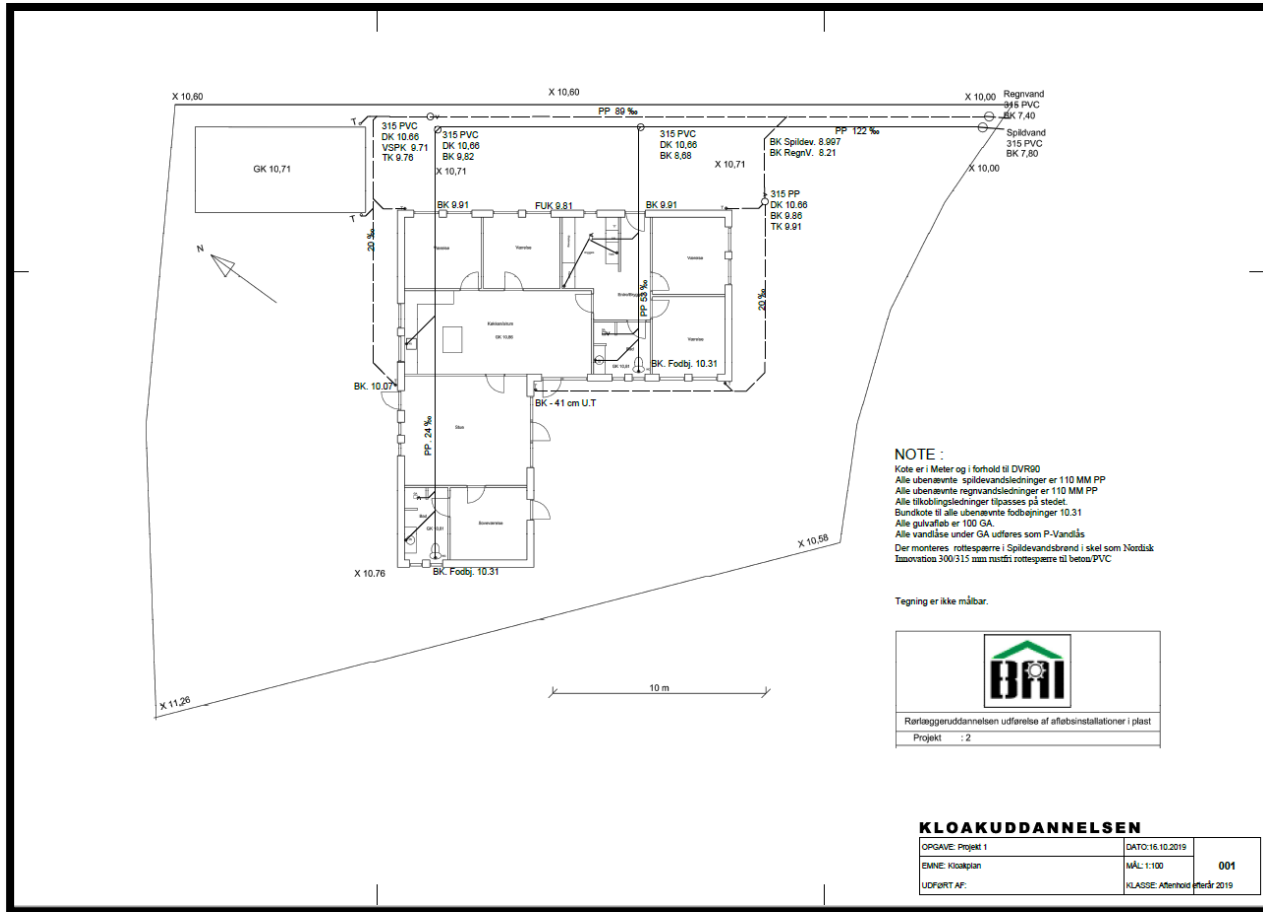 X 10,60
X 10,60
X 10,00
Regnvand
315 PVC
BK 7,40
PP 89 ‰
PP 122 ‰
Spildvand
315 PVC
BK 7,80
T
315 PVC
DK 10.66
VSPK 9.71
TK 9.76
315 PVC
DK 10,66
BK 9,82
315 PVC
DK 10,66
BK 8,68
BK Spildev. 8.997
BK RegnV. 8.21
X 10,71
X 10,71
X 10,00
GK 10,71
T
315 PP
DK 10.66
BK 9.86
TK 9.91
BK 9.91
FUK 9.81
BK 9.91
N
20 ‰
Værelse
Værelse
Værelse
PP 53 ‰
20 ‰
Værelse
Bad
BK. Fodbj. 10.31
BK. 10.07
BK - 41 cm U.T
PP . 24 ‰
Stue
Bad
X 10.76
BK. Fodbj. 10.31
X 10,58
X 11,26
10 m
NOTE :
Kote er i Meter og i forhold til DVR90
Alle ubenævnte spildevandsledninger er 110 MM PP
Alle ubenævnte regnvandsledninger er 110 MM PP
Alle tilkoblingsledninger tilpasses på stedet.
Bundkote til alle ubenævnte fodbøjninger 10.31
Alle gulvafløb er 100 GA.
Alle vandlåse under GA udføres som P-Vandlås
Der monteres rottespærre i Spildevandsbrønd i skel som Nordisk
Innovation 300/315 mm rustfri rottespærre til beton/PVC
Tegning er ikke målbar.
BAI
Rørlæggeruddannelsen udførelse af afløbsinstallationer i plast
Projekt : 2
KLOAKUDDANNELSEN
OPGAVE: Projekt 1
DATO:16.10.2019
EMNE: Kloakplan
MÅL: 1:100
001
UDFØRT AF:
KLASSE: Aftenhold efterår 2019